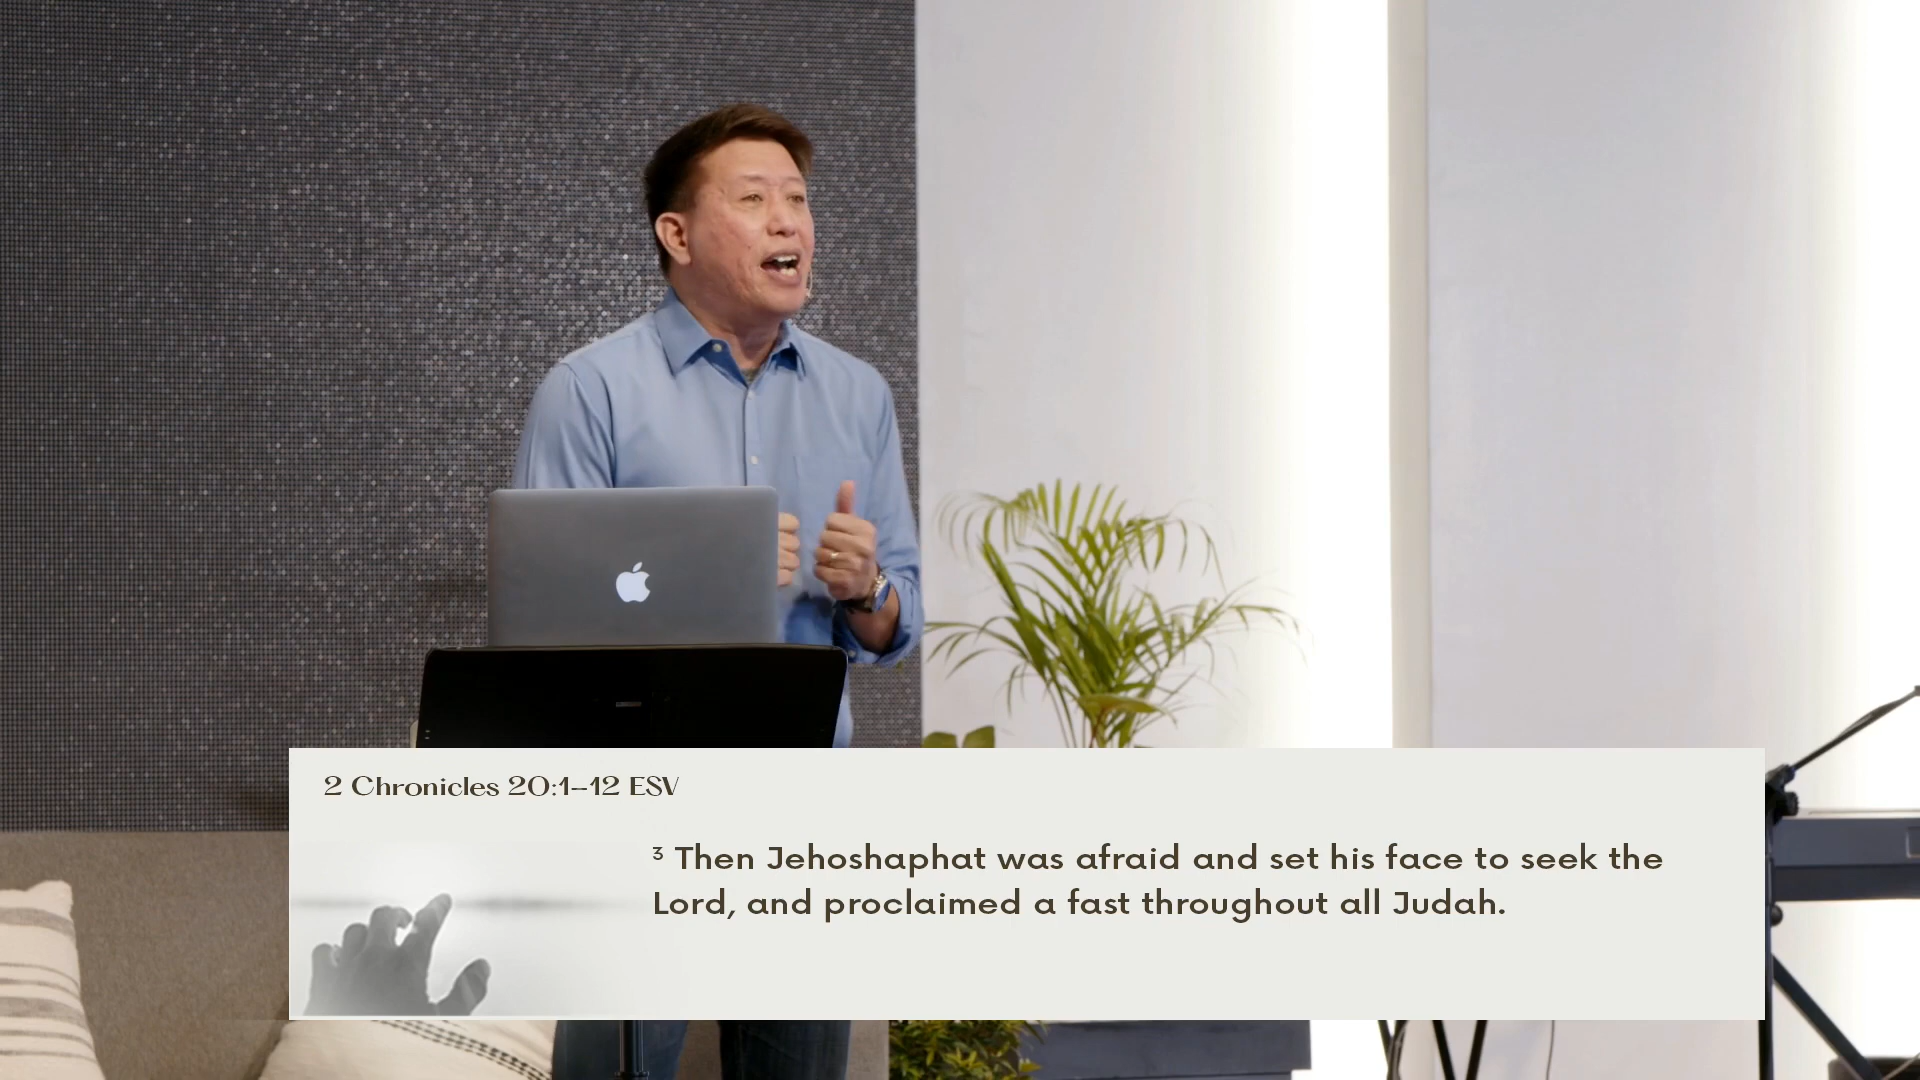 2 Chronicles 20:1–12 ESV
³ Then Jehoshaphat was afraid and set his face to seek the
Lord, and proclaimed a fast throughout all Judah.